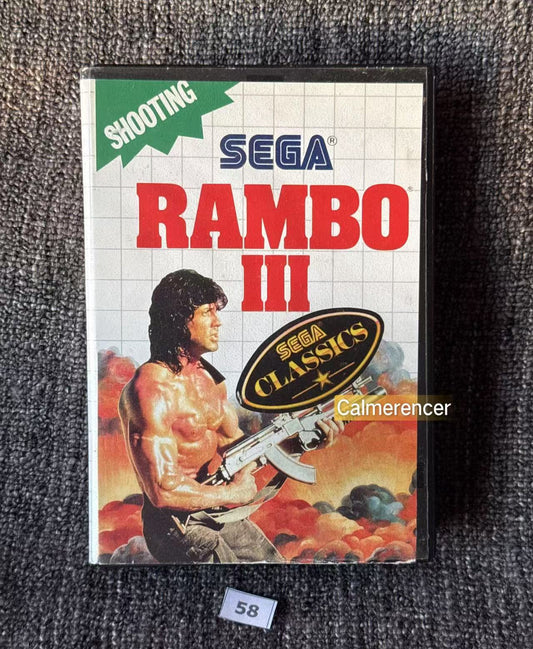 SHOOTING
SEGA®
RAMBO®
III
SEGA
CLASSICS
Calmerencer
58